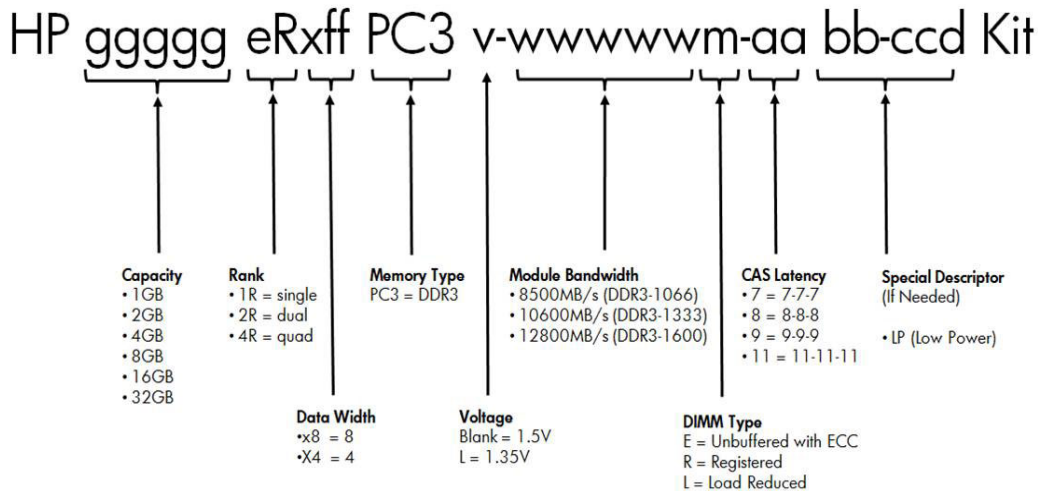 HP ggggg eRxff PC3 v-wwwwwm-aa bb-ccd Kit
Capacity
• 1GB
• 2GB
• 4GB
• 8GB
• 16GB
• 32GB
Rank
• 1R = single
• 2R = dual
• 4R = quad
Memory Type
PC3 = DDR3
Module Bandwidth
• 8500MB/s (DDR3-1066)
• 10600MB/s (DDR3-1333)
• 12800MB/s (DDR3-1600)
CAS Latency
• 7 = 7-7-7
• 8 = 8-8-8
• 9 = 9-9-9
• 11 = 11-11-11
Special Descriptor
(If Needed)
• LP (Low Power)
Data Width
•x8 = 8
•X4 = 4
Voltage
Blank = 1.5V
L = 1.35V
DIMM Type
E = Unbuffered with ECC
R = Registered
L = Load Reduced